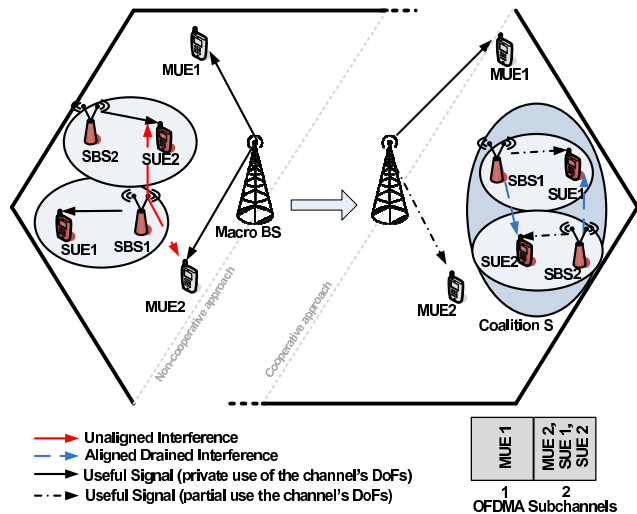 MUE1
SBS2
SUE2
SUE1
SBS1
Macro BS
MUE2
Non-cooperative approach
Cooperative approach
MUE1
SBS1
SUE1
SUE2
SBS2
MUE2
Coalition S
Unaligned Interference
Aligned Drained Interference
Useful Signal (private use of the channel's DoFs)
Useful Signal (partial use the channel's DoFs)
MUE 1
MUE 2,
SUE 1,
SUE 2
1
2
OFDMA Subchannels